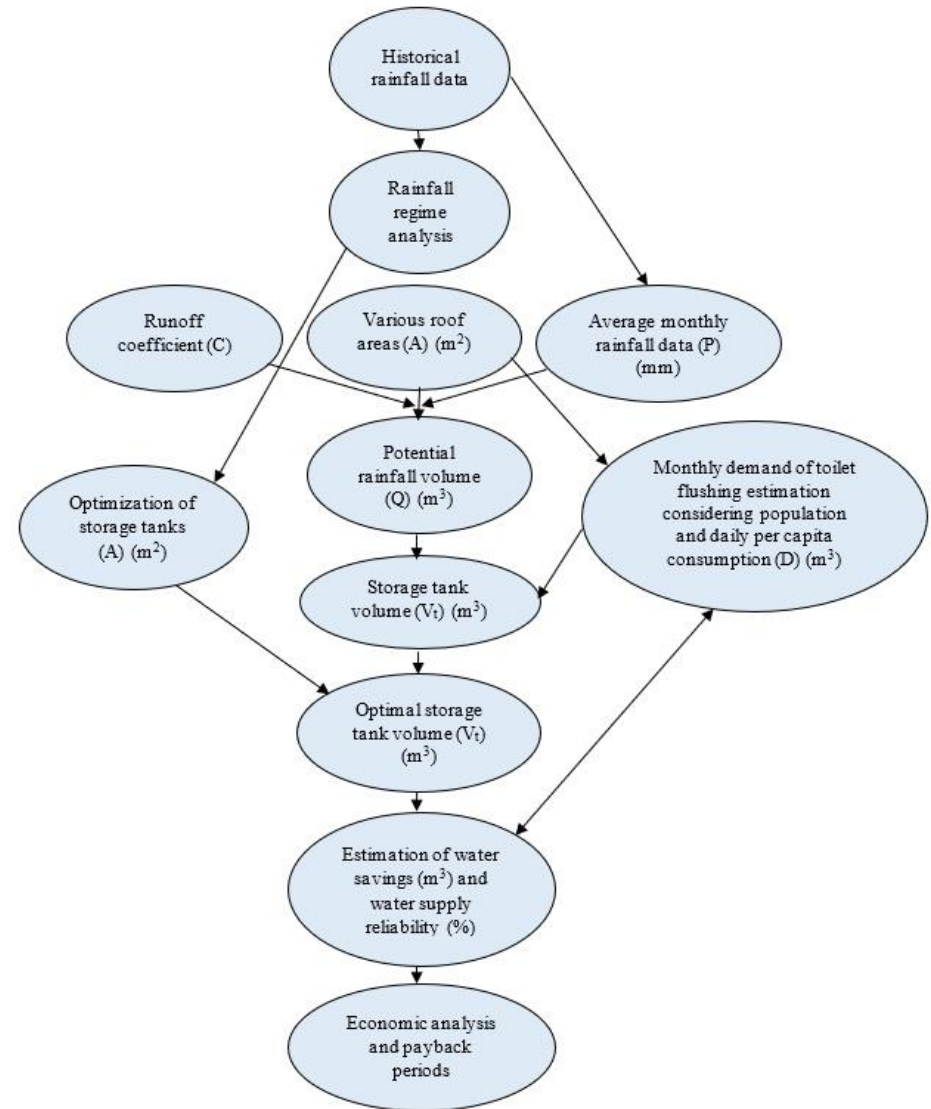 Historical
rainfall data
Rainfall
regime
analysis
Runoff
coefficient (C)
Various roof
areas (A) (m²)
Average monthly
rainfall data (P)
(mm)
Potential
rainfall volume
(Q) (m³)
Monthly demand of toilet
flushing estimation
considering population
and daily per capita
consumption (D) (m³)
Optimization of
storage tanks
(A) (m²)
Storage tank
volume (Vₜ) (m³)
Optimal storage
tank volume (Vₜ)
(m³)
Estimation of water
savings (m³) and
water supply
reliability (%)
Economic analysis
and payback
periods